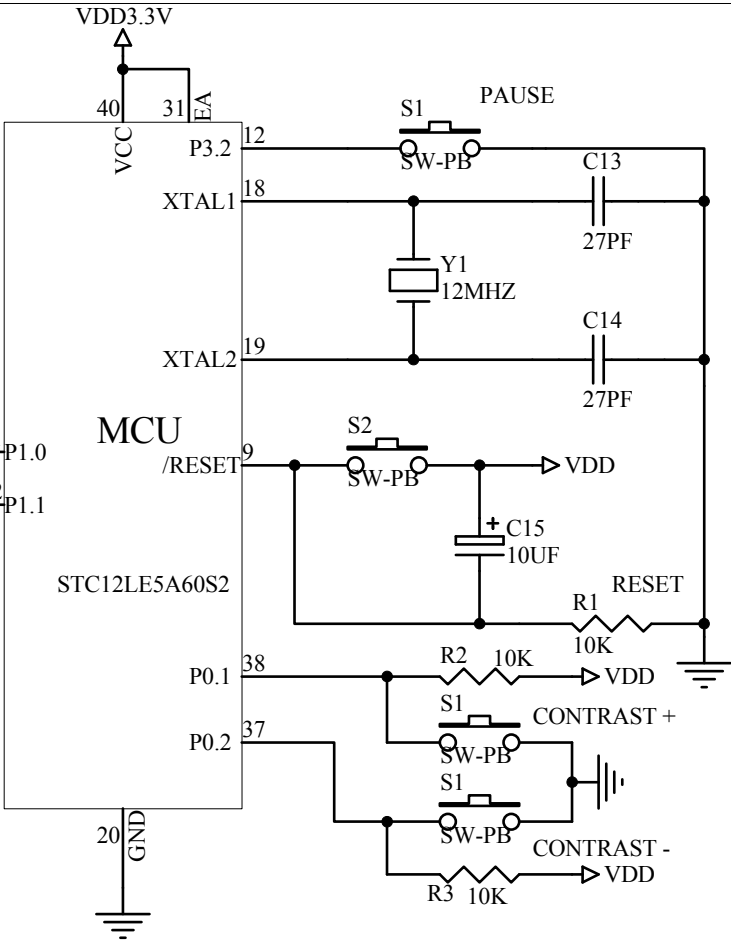 VDD3.3V
40
31
EA
VCC
S1
PAUSE
P3.2
12
SW-PB
C13
XTAL1
18
27PF
Y1
12MHZ
C14
XTAL2
19
27PF
MCU
S2
P1.0
/RESET
9
SW-PB
VDD
P1.1
C15
10UF
STC12LE5A60S2
RESET
R1
10K
P0.1
38
R2
10K
VDD
S1
CONTRAST +
P0.2
37
SW-PB
S1
20
GND
SW-PB
CONTRAST -
VDD
R3
10K